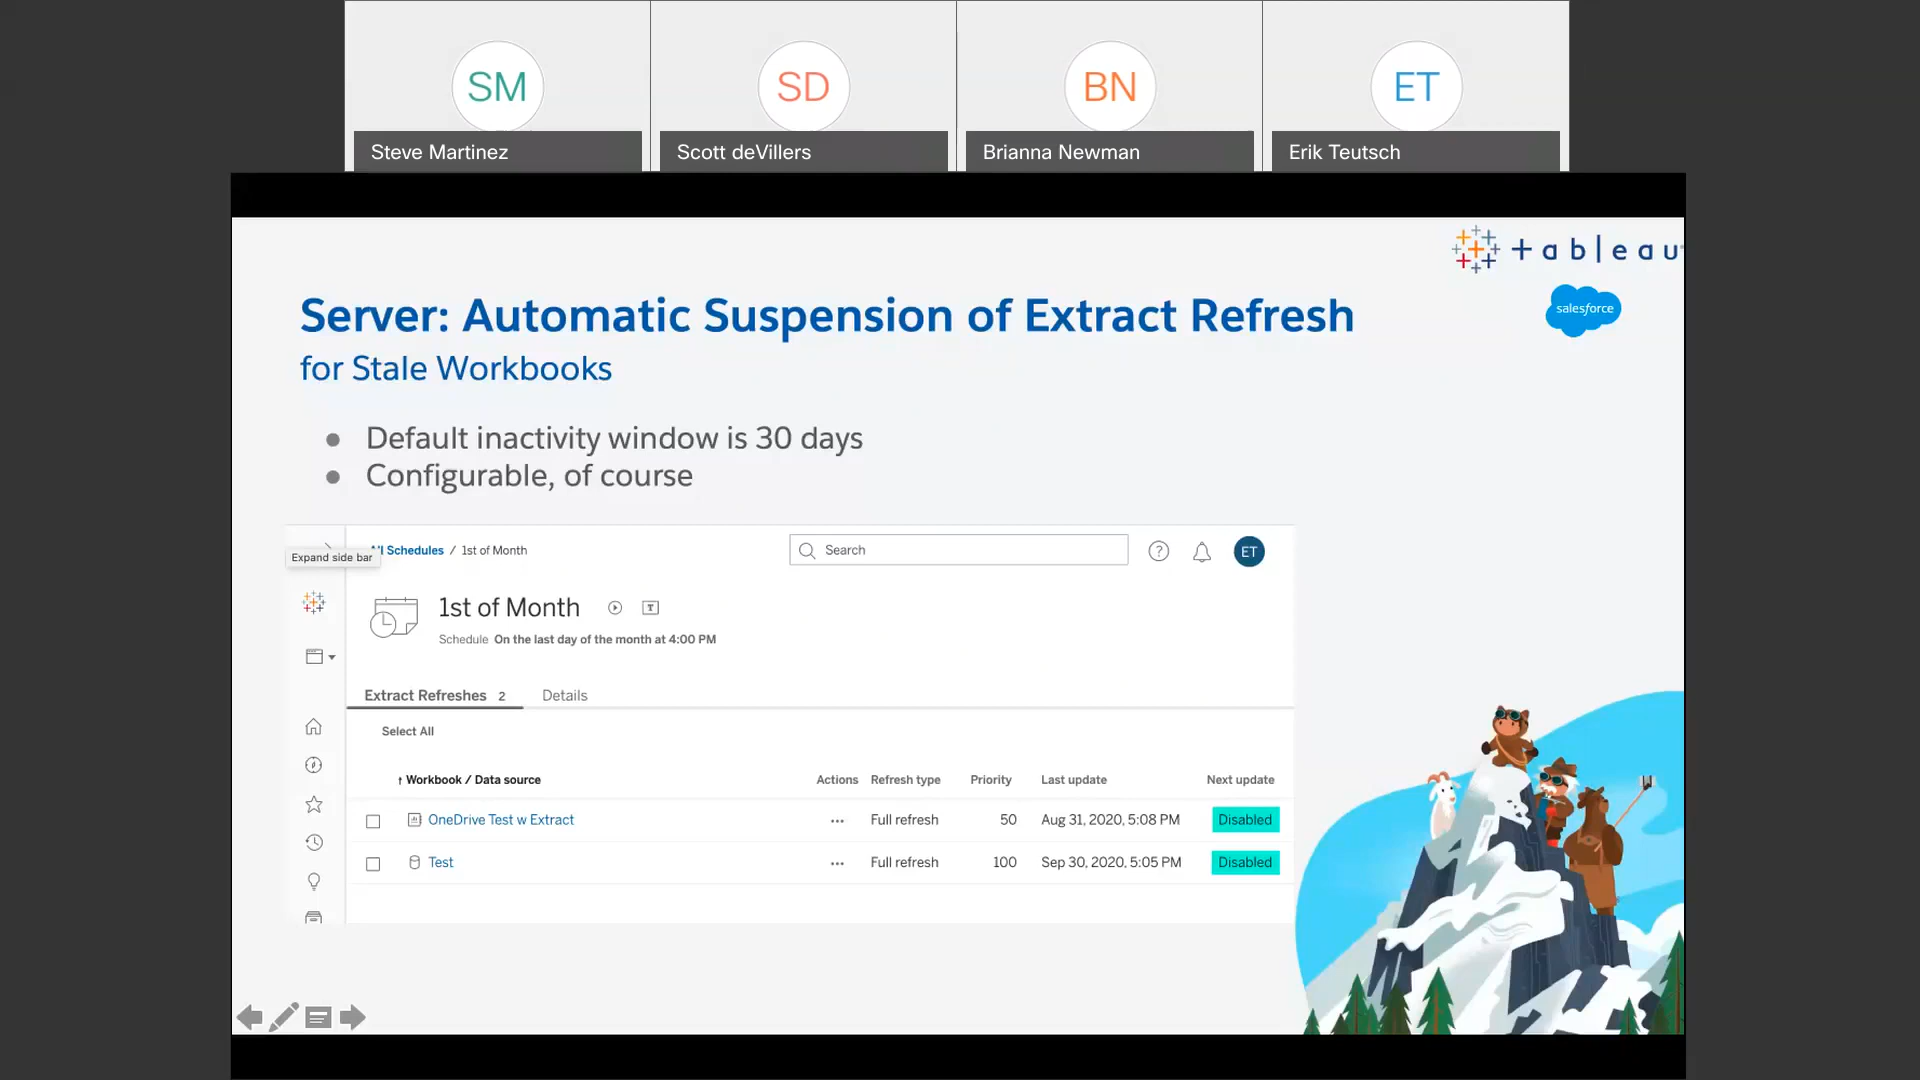 SM
SD
BN
ET
Steve Martinez
Scott deVillers
Brianna Newman
Erik Teutsch
+ableau
salesforce
Server: Automatic Suspension of Extract Refresh
for Stale Workbooks
Default inactivity window is 30 days
Configurable, of course
Expand side bar
All Schedules / 1st of Month
Search
?
ET
1st of Month
T
Schedule On the last day of the month at 4:00 PM
Extract Refreshes 2
Details
Select All
↑ Workbook / Data source
Actions
Refresh type
Priority
Last update
Next update
OneDrive Test w Extract
Full refresh
50
Aug 31, 2020, 5:08 PM
Disabled
Test
Full refresh
100
Sep 30, 2020, 5:05 PM
Disabled